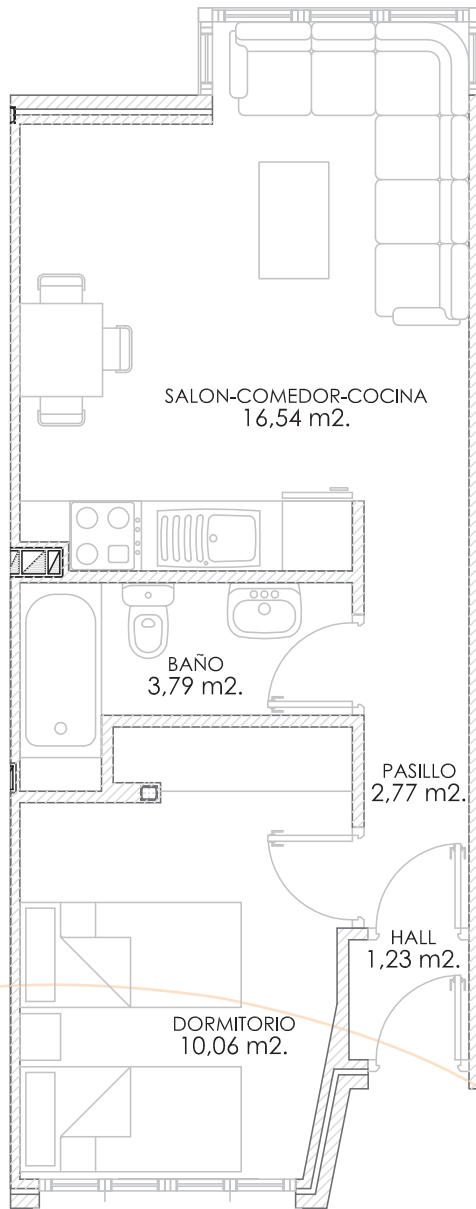 SALON-COMEDOR-COCINA
16,54 m2.
BAÑO
3,79 m2.
PASILLO
2,77 m2.
HALL
1,23 m2.
DORMITORIO
10,06 m2.